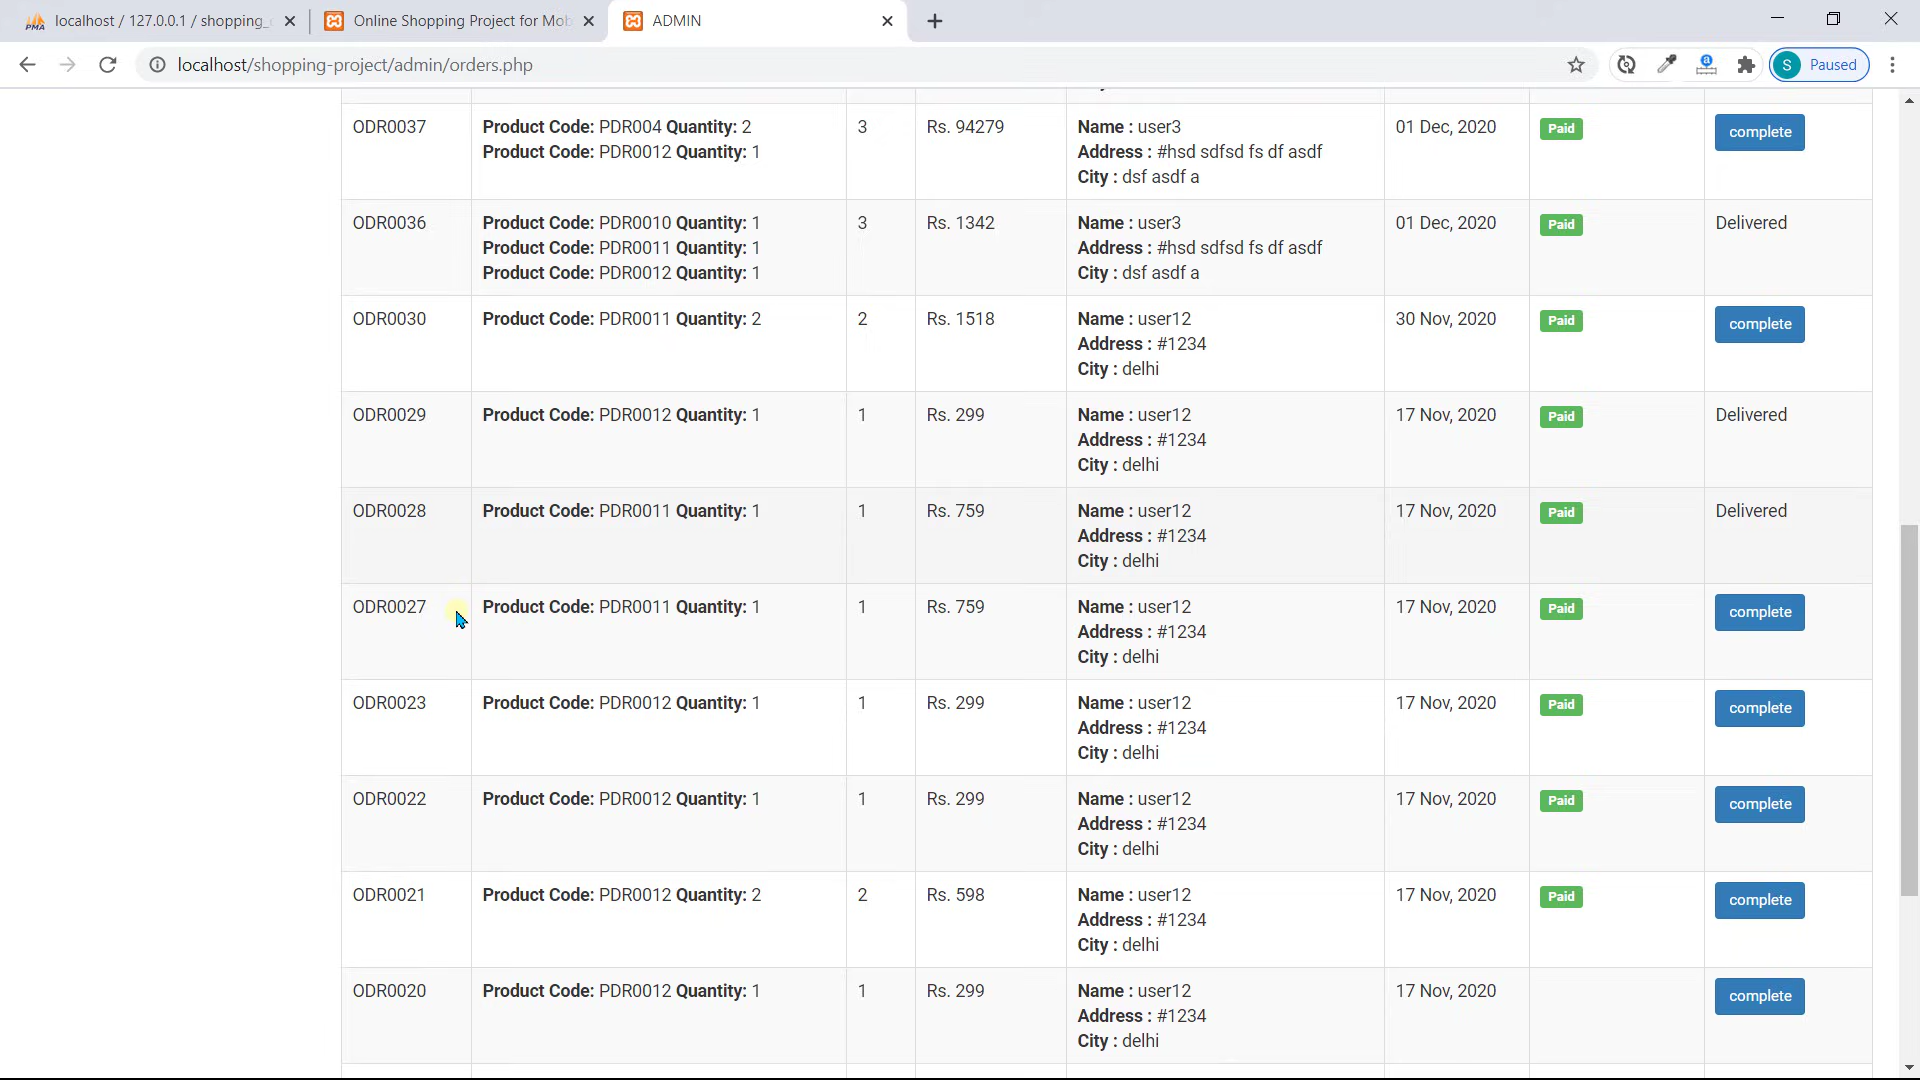 localhost / 127.0.0.1 / shopping_
Online Shopping Project for Mob
ADMIN
localhost/shopping-project/admin/orders.php
S Paused
ODR0037 Product Code: PDR004 Quantity: 2 3 Rs. 94279 Name : user3 01 Dec, 2020 Paid complete
Product Code: PDR0012 Quantity: 1 Address : #hsd sdfsd fs df asdf
City : dsf asdf a
ODR0036 Product Code: PDR0010 Quantity: 1 3 Rs. 1342 Name : user3 01 Dec, 2020 Paid Delivered
Product Code: PDR0011 Quantity: 1 Address : #hsd sdfsd fs df asdf
Product Code: PDR0012 Quantity: 1 City : dsf asdf a
ODR0030 Product Code: PDR0011 Quantity: 2 2 Rs. 1518 Name : user12 30 Nov, 2020 Paid complete
Address : #1234
City : delhi
ODR0029 Product Code: PDR0012 Quantity: 1 1 Rs. 299 Name : user12 17 Nov, 2020 Paid Delivered
Address : #1234
City : delhi
ODR0028 Product Code: PDR0011 Quantity: 1 1 Rs. 759 Name : user12 17 Nov, 2020 Paid Delivered
Address : #1234
City : delhi
ODR0027 Product Code: PDR0011 Quantity: 1 1 Rs. 759 Name : user12 17 Nov, 2020 Paid complete
Address : #1234
City : delhi
ODR0023 Product Code: PDR0012 Quantity: 1 1 Rs. 299 Name : user12 17 Nov, 2020 Paid complete
Address : #1234
City : delhi
ODR0022 Product Code: PDR0012 Quantity: 1 1 Rs. 299 Name : user12 17 Nov, 2020 Paid complete
Address : #1234
City : delhi
ODR0021 Product Code: PDR0012 Quantity: 2 2 Rs. 598 Name : user12 17 Nov, 2020 Paid complete
Address : #1234
City : delhi
ODR0020 Product Code: PDR0012 Quantity: 1 1 Rs. 299 Name : user12 17 Nov, 2020 complete
Address : #1234
City : delhi